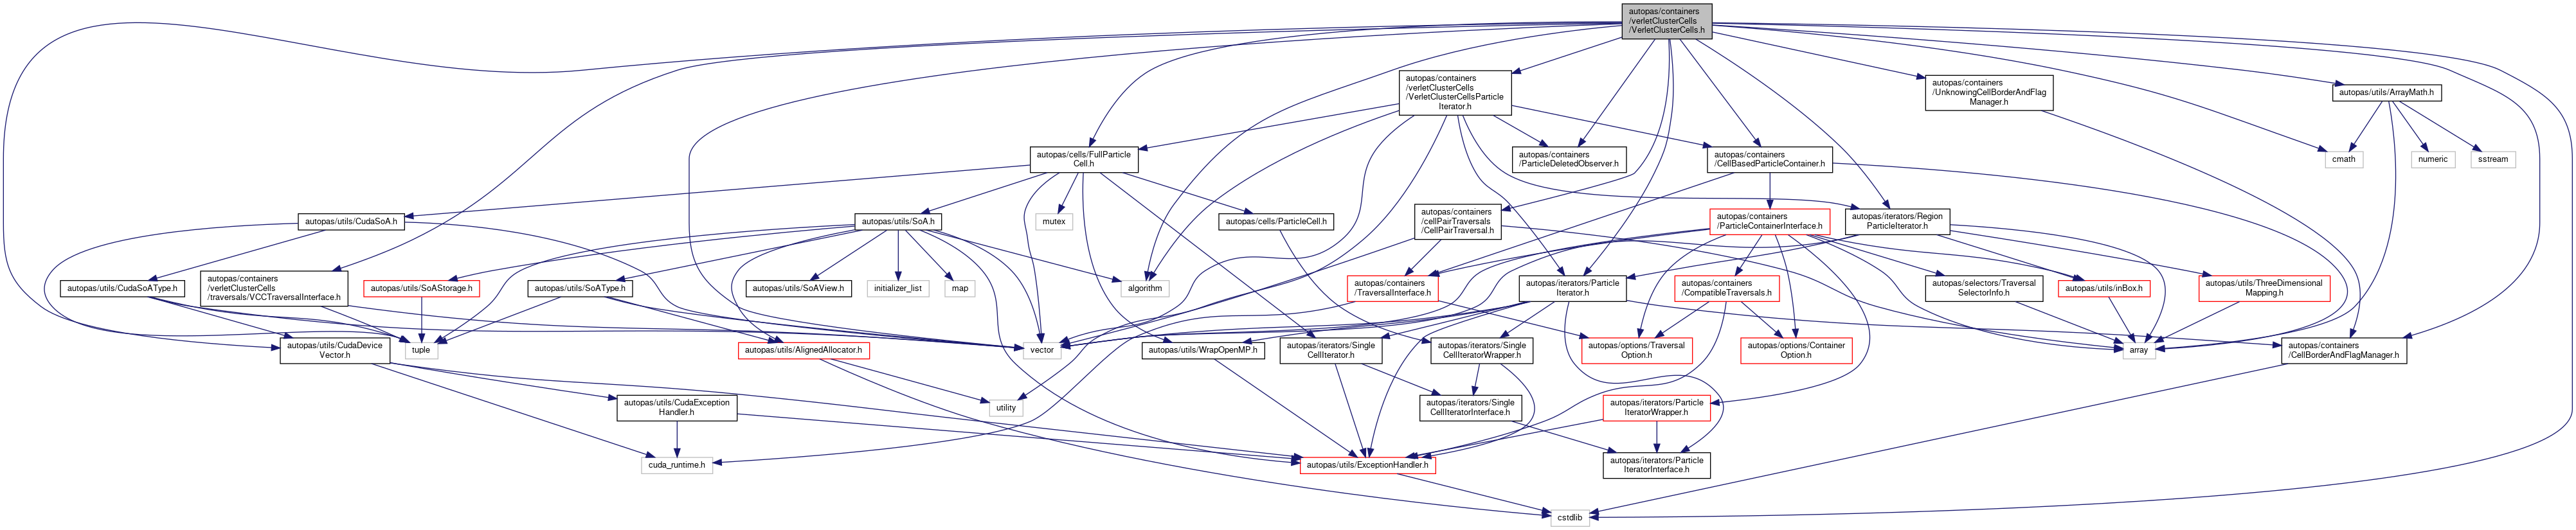 autopas/containers
/verletClusterCells
/VerletClusterCells.h
autopas/containers
/verletClusterCells
/VerletClusterCellsParticle
Iterator.h
autopas/containers
/UnknowingCellBorderAndFlag
Manager.h
autopas/utils/ArrayMath.h
autopas/cells/FullParticle
Cell.h
autopas/containers
/ParticleDeletedObserver.h
autopas/containers
/CellBasedParticleContainer.h
cmath
numeric
sstream
autopas/utils/CudaSoA.h
autopas/utils/SoA.h
mutex
autopas/cells/ParticleCell.h
autopas/containers
/cellPairTraversals
/CellPairTraversal.h
autopas/containers
/ParticleContainerInterface.h
autopas/iterators/Region
ParticleIterator.h
autopas/utils/CudaSoAType.h
autopas/containers
/verletClusterCells
/traversals/VCCTraversalInterface.h
autopas/utils/SoAStorage.h
autopas/utils/SoAType.h
autopas/utils/SoAView.h
initializer_list
map
algorithm
autopas/containers
/TraversalInterface.h
autopas/iterators/Particle
Iterator.h
autopas/containers
/CompatibleTraversals.h
autopas/selectors/Traversal
SelectorInfo.h
autopas/utils/inBox.h
autopas/utils/ThreeDimensional
Mapping.h
autopas/utils/CudaDevice
Vector.h
tuple
autopas/utils/AlignedAllocator.h
vector
autopas/utils/WrapOpenMP.h
autopas/iterators/Single
CellIterator.h
autopas/iterators/Single
CellIteratorWrapper.h
autopas/options/Traversal
Option.h
autopas/options/Container
Option.h
array
autopas/containers
/CellBorderAndFlagManager.h
autopas/utils/CudaException
Handler.h
utility
autopas/iterators/Single
CellIteratorInterface.h
autopas/iterators/Particle
IteratorWrapper.h
cuda_runtime.h
autopas/utils/ExceptionHandler.h
autopas/iterators/Particle
IteratorInterface.h
cstdlib